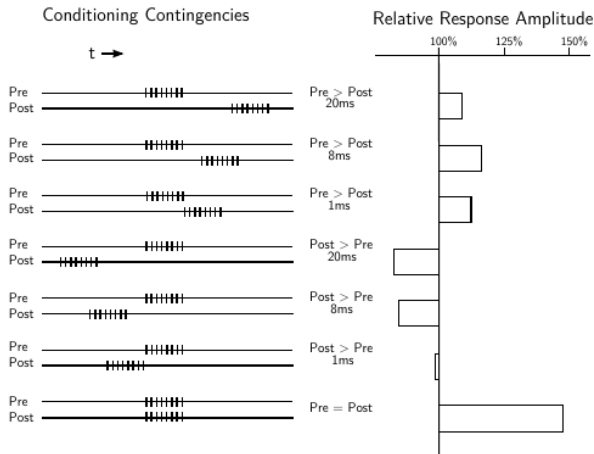 Conditioning Contingencies
Relative Response Amplitude
t
100% 125% 150%
Pre
Post
Pre > Post
20ms
Pre
Post
Pre > Post
8ms
Pre
Post
Pre > Post
1ms
Pre
Post
Post > Pre
20ms
Pre
Post
Post > Pre
8ms
Pre
Post
Post > Pre
1ms
Pre
Post
Pre = Post